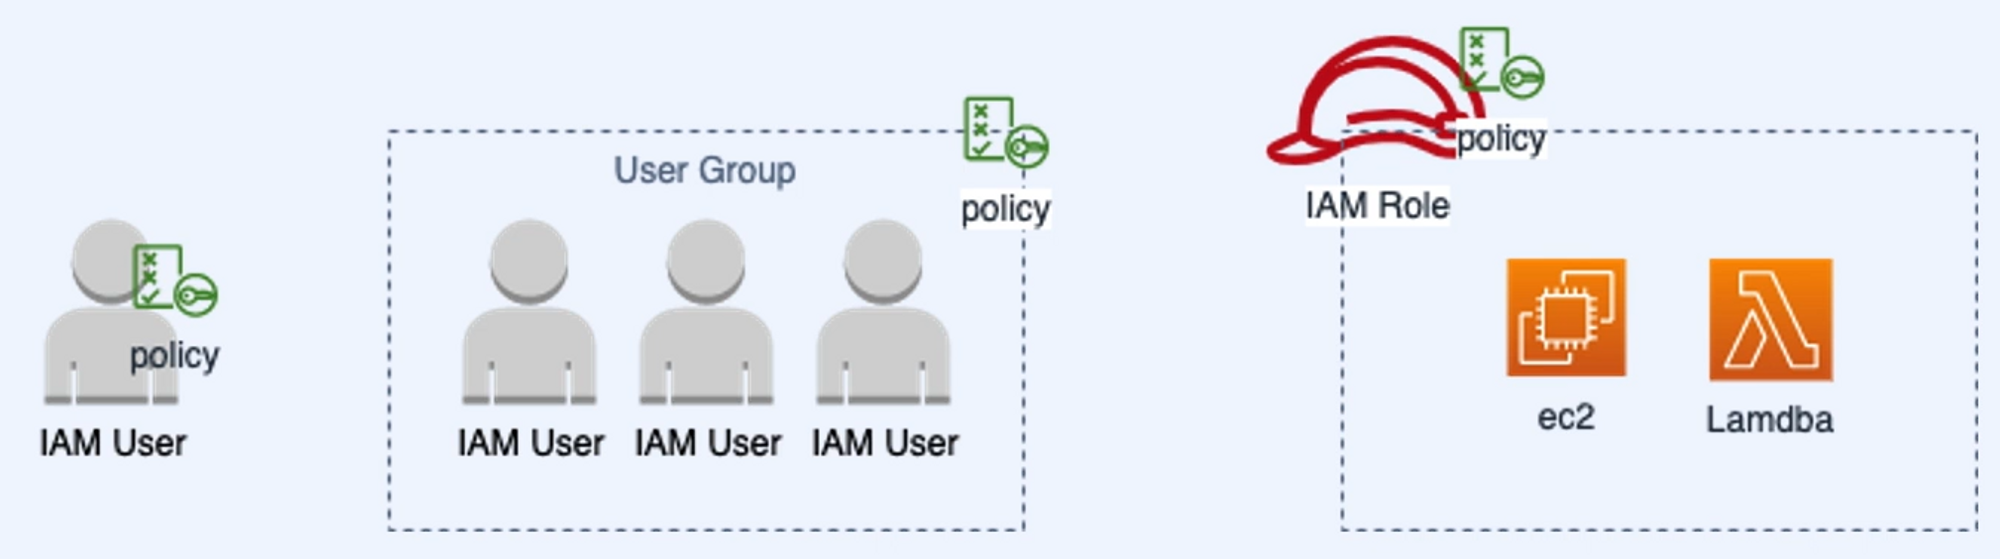 policy
IAM User
User Group
policy
IAM User
IAM User
IAM User
policy
IAM Role
ec2
Lamdba